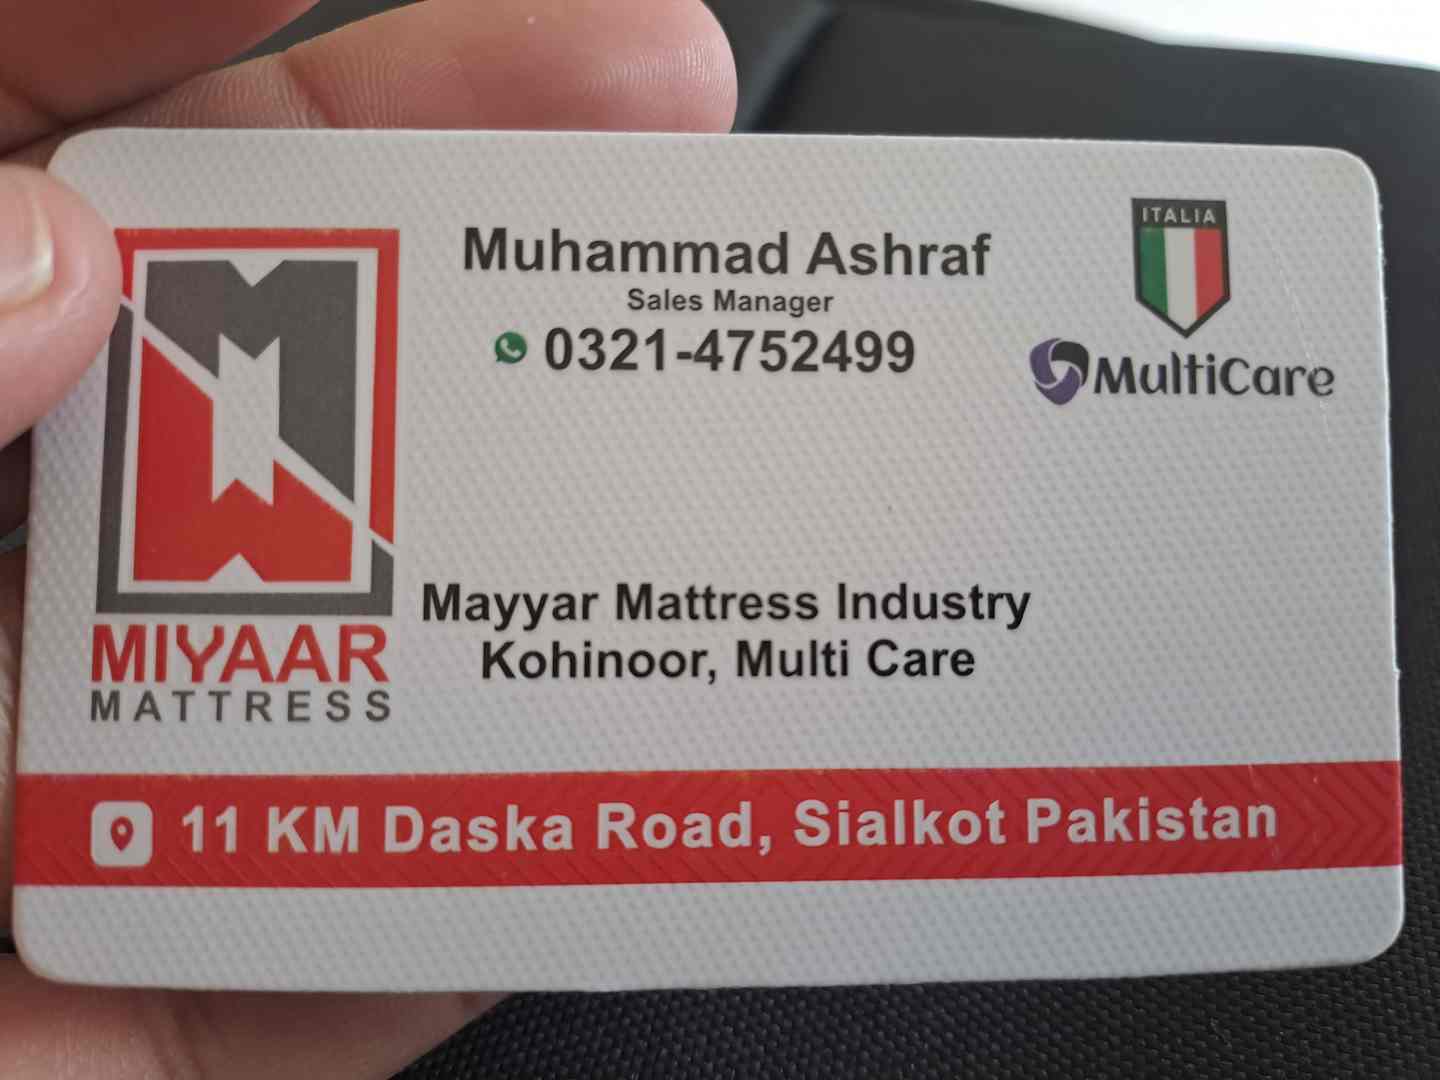 Muhammad Ashraf
Sales Manager
0321-4752499
ITALIA
MultiCare
MIYAAR
MATTRESS
Mayyar Mattress Industry
Kohinoor, Multi Care
11 KM Daska Road, Sialkot Pakistan